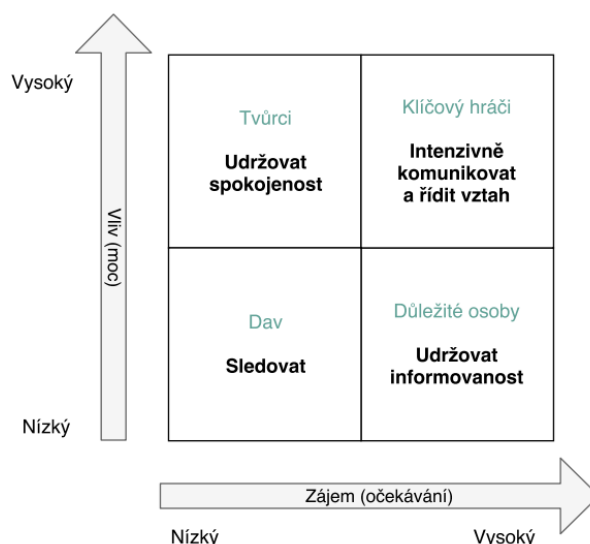 Vysoký
Vliv (moc)
Nízký
Tvůrci
Udržovat
spokojenost
Klíčový hráči
Intenzivně
komunikovat
a řídit vztah
Dav
Sledovat
Důležité osoby
Udržovat
informovanost
Zájem (očekávání)
Nízký
Vysoký